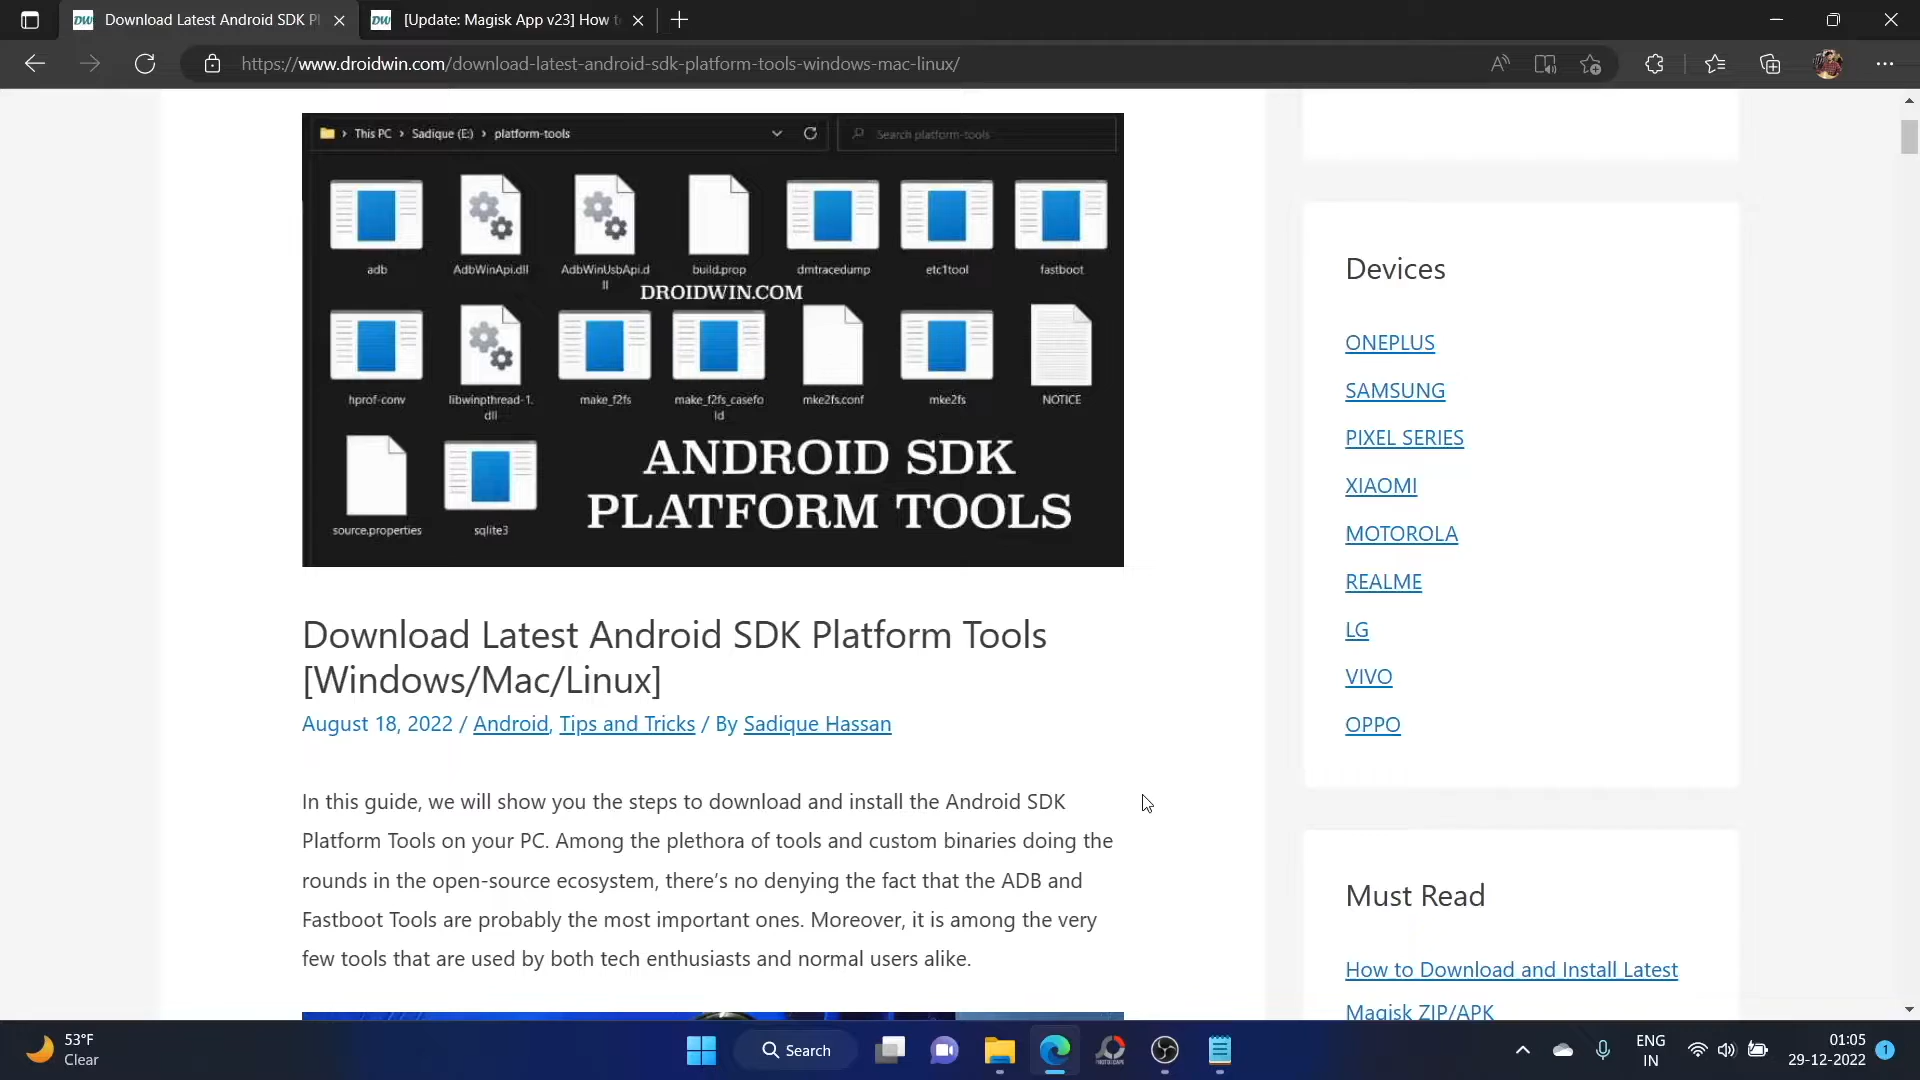 Download Latest Android SDK Pl
[Update: Magisk App v23] How to
https://www.droidwin.com/download-latest-android-sdk-platform-tools-windows-mac-linux/
This PC > Sadique (E:) > platform-tools
Search platform-tools
adb
AdbWinApi.dll
AdbWinUsbApi.d
ll
build.prop
dmtracedump
etc1tool
fastboot
DROIDWIN.COM
hprof-conv
libwinpthread-1.
dll
make_f2fs
make_f2fs_casefo
ld
mke2fs.conf
mke2fs
NOTICE
source.properties
sqlite3
ANDROID SDK
PLATFORM TOOLS
Download Latest Android SDK Platform Tools
[Windows/Mac/Linux]
August 18, 2022 / Android, Tips and Tricks / By Sadique Hassan
In this guide, we will show you the steps to download and install the Android SDK
Platform Tools on your PC. Among the plethora of tools and custom binaries doing the
rounds in the open-source ecosystem, there’s no denying the fact that the ADB and
Fastboot Tools are probably the most important ones. Moreover, it is among the very
few tools that are used by both tech enthusiasts and normal users alike.
Devices
ONEPLUS
SAMSUNG
PIXEL SERIES
XIAOMI
MOTOROLA
REALME
LG
VIVO
OPPO
Must Read
How to Download and Install Latest
Magisk ZIP/APK
53°F
Clear
Search
ENG
IN
01:05
29-12-2022
1